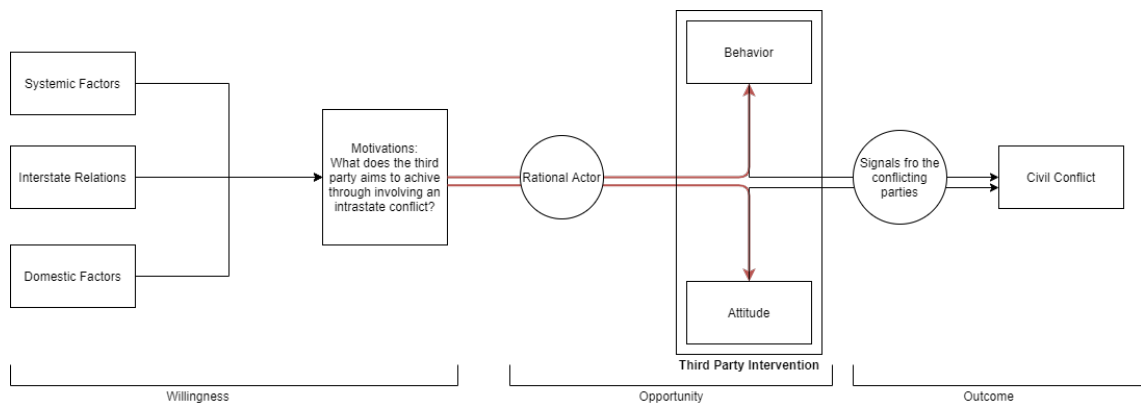 Systemic Factors
Interstate Relations
Domestic Factors
Motivations:
What does the third
party aims to achive
through involving an
intrastate conflict?
Rational Actor
Behavior
Attitude
Third Party Intervention
Signals fro the
conflicting
parties
Civil Conflict
Willingness
Opportunity
Outcome